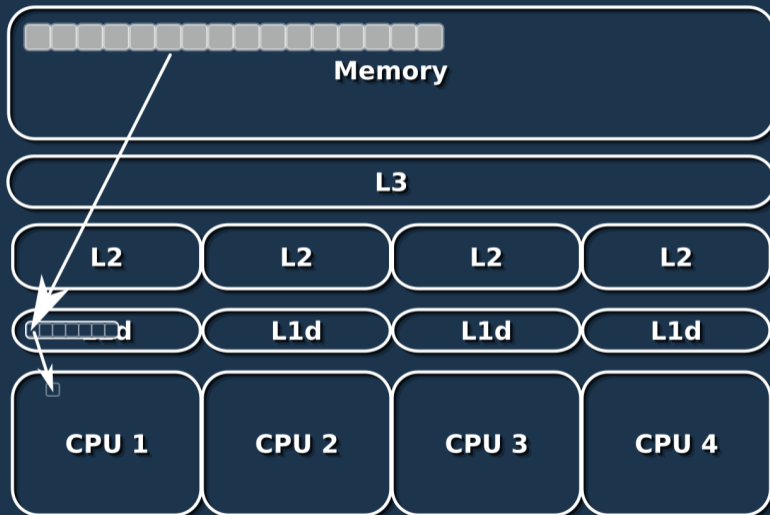 Memory
L3
L2 L2 L2 L2
L1d L1d L1d
CPU 1 CPU 2 CPU 3 CPU 4